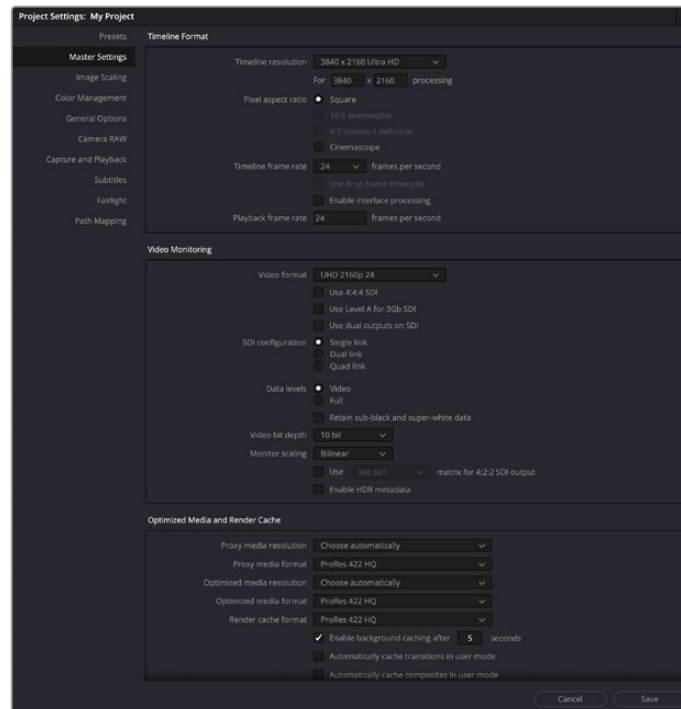 Project Settings: My Project
Presets
Master Settings
Image Scaling
Color Management
General Options
Camera RAW
Capture and Playback
Subtitles
Fairlight
Path Mapping
Timeline Format
Timeline resolution 3840 x 2160 Ultra HD
For 3840 x 2160 processing
Pixel aspect ratio Square
16:9 anamorphic
4:3 standard definition
Cinemascope
Timeline frame rate 24 frames per second
Use drop frame timecode
Enable interlace processing
Playback frame rate 24 frames per second
Video Monitoring
Video format UHD 2160p 24
Use 4:4:4 SDI
Use Level A for 3Gb SDI
Use dual outputs on SDI
SDI configuration Single link
Dual link
Quad link
Data levels Video
Full
Retain sub-black and super-white data
Video bit depth 10 bit
Monitor scaling Bilinear
Use Rec.601 matrix for 4:2:2 SDI output
Enable HDR metadata
Optimized Media and Render Cache
Proxy media resolution Choose automatically
Proxy media format ProRes 422 HQ
Optimized media resolution Choose automatically
Optimized media format ProRes 422 HQ
Render cache format ProRes 422 HQ
Enable background caching after 5 seconds
Automatically cache transitions in user mode
Automatically cache composites in user mode
Cancel Save